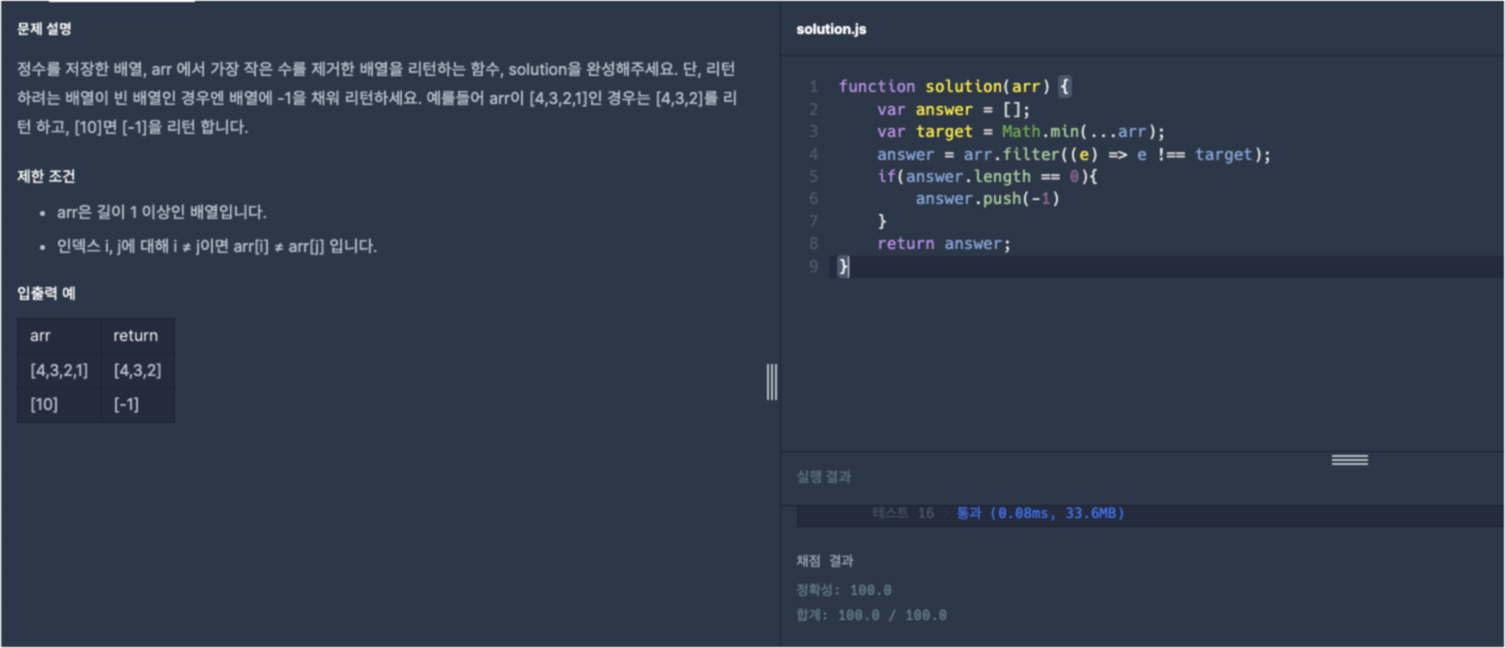 문제 설명
정수를 저장한 배열, arr 에서 가장 작은 수를 제거한 배열을 리턴하는 함수, solution을 완성해주세요. 단, 리턴
하려는 배열이 빈 배열인 경우엔 배열에 -1을 채워 리턴하세요. 예를들어 arr이 [4,3,2,1]인 경우는 [4,3,2]를 리
턴 하고, [10]면 [-1]을 리턴 합니다.
제한 조건
• arr은 길이 1 이상인 배열입니다.
• 인덱스 i, j에 대해 i ≠ j이면 arr[i] ≠ arr[j] 입니다.
입출력 예
arr return
[4,3,2,1] [4,3,2]
[10] [-1]
solution.js
1 function solution(arr) {
2     var answer = [];
3     var target = Math.min(...arr);
4     answer = arr.filter((e) => e !== target);
5     if(answer.length == 0){
6         answer.push(-1)
7     }
8     return answer;
9 }
실행 결과
테스트 16 > 통과 (0.08ms, 33.6MB)
채점 결과
정확성: 100.0
합계: 100.0 / 100.0